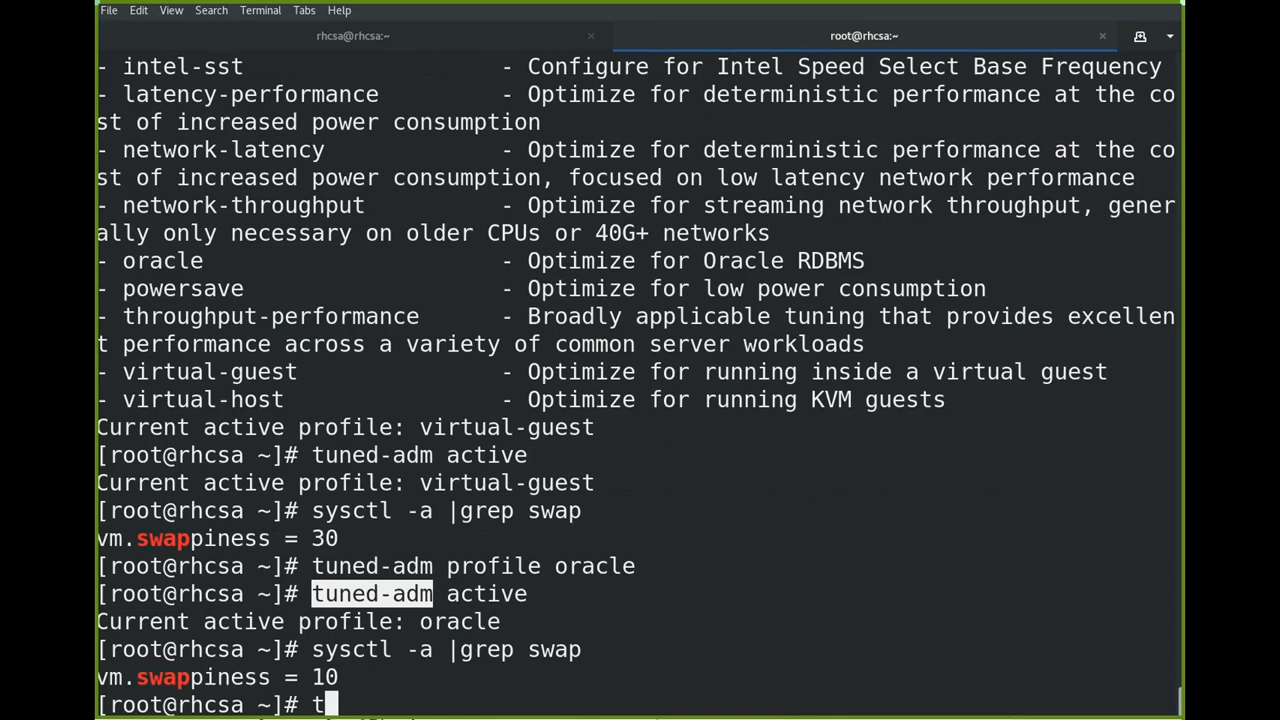 File Edit View Search Terminal Tabs Help
rhcsa@rhcsa:~ × root@rhcsa:~ ×
- intel-sst - Configure for Intel Speed Select Base Frequency
- latency-performance - Optimize for deterministic performance at the co
st of increased power consumption
- network-latency - Optimize for deterministic performance at the co
st of increased power consumption, focused on low latency network performance
- network-throughput - Optimize for streaming network throughput, gener
ally only necessary on older CPUs or 40G+ networks
- oracle - Optimize for Oracle RDBMS
- powersave - Optimize for low power consumption
- throughput-performance - Broadly applicable tuning that provides excellen
t performance across a variety of common server workloads
- virtual-guest - Optimize for running inside a virtual guest
- virtual-host - Optimize for running KVM guests
Current active profile: virtual-guest
[root@rhcsa ~]# tuned-adm active
Current active profile: virtual-guest
[root@rhcsa ~]# sysctl -a |grep swap
vm.swappiness = 30
[root@rhcsa ~]# tuned-adm profile oracle
[root@rhcsa ~]# tuned-adm active
Current active profile: oracle
[root@rhcsa ~]# sysctl -a |grep swap
vm.swappiness = 10
[root@rhcsa ~]# t